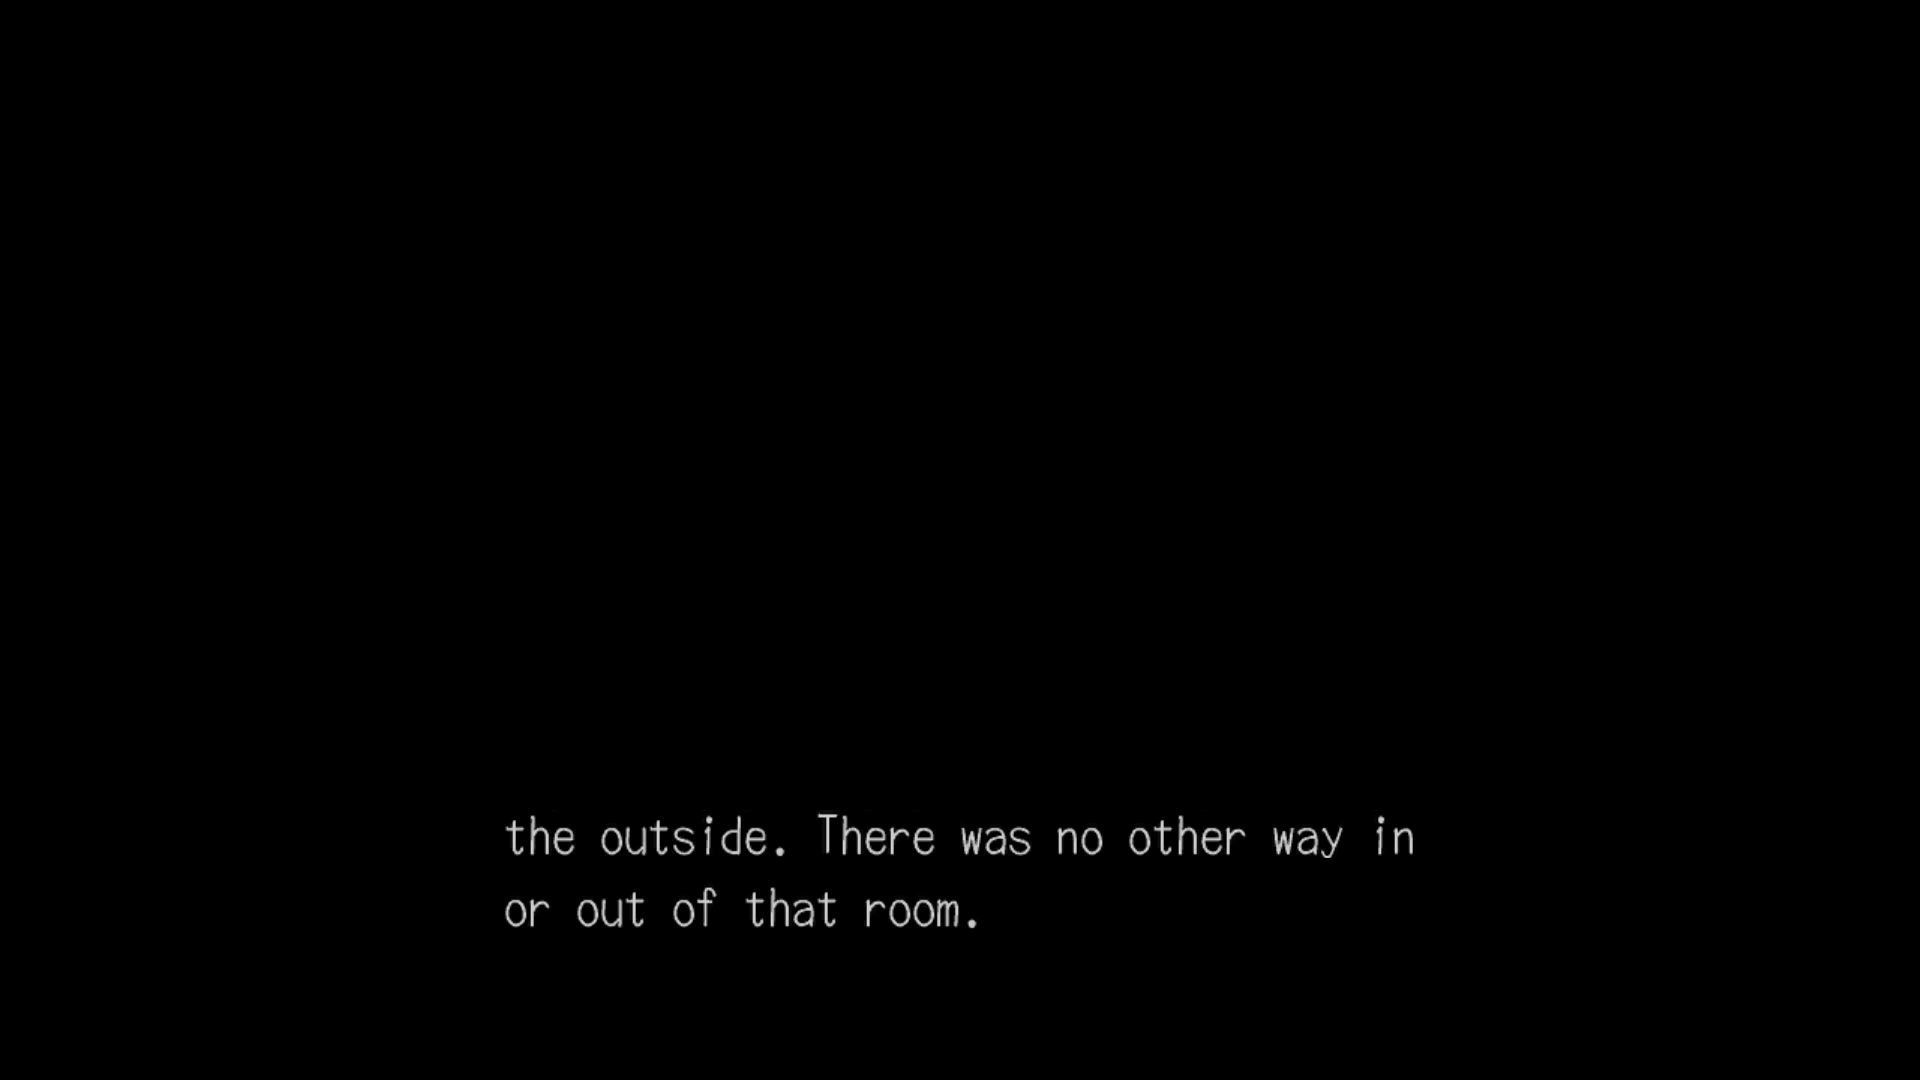 the outside. There was no other way in
or out of that room.